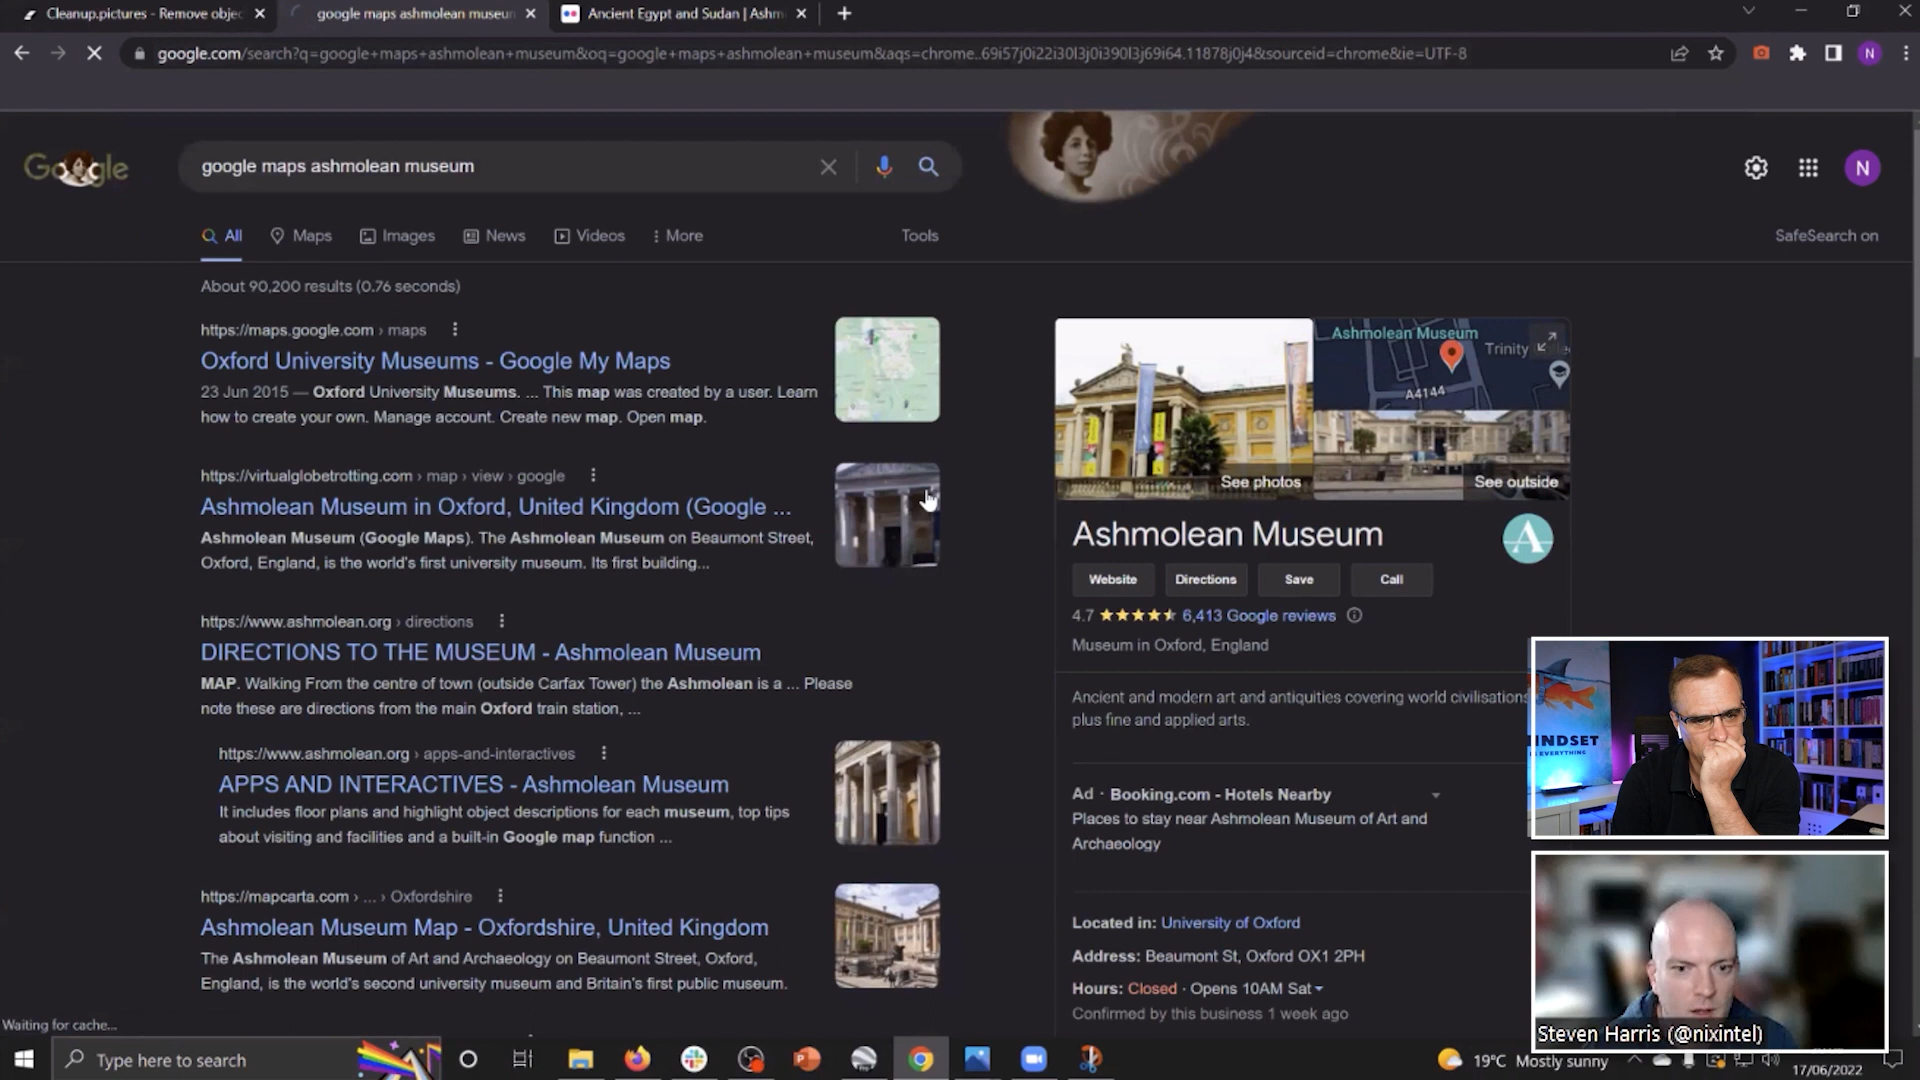 Cleanup.pictures - Remove objec
google maps ashmolean museum
Ancient Egypt and Sudan | Ashm
google.com/search?q=google+maps+ashmolean+museum&oq=google+maps+ashmolean+museum&aqs=chrome..69i57j0i22i30l3j0i390l3j69i64.11878j0j4&sourceid=chrome&ie=UTF-8
N
Google
google maps ashmolean museum
N
All
Maps
Images
News
Videos
More
Tools
SafeSearch on
About 90,200 results (0.76 seconds)
https://maps.google.com › maps
Oxford University Museums - Google My Maps
23 Jun 2015 — Oxford University Museums. ... This map was created by a user. Learn
how to create your own. Manage account. Create new map. Open map.
https://virtualglobetrotting.com › map › view › google
Ashmolean Museum in Oxford, United Kingdom (Google ...
Ashmolean Museum (Google Maps). The Ashmolean Museum on Beaumont Street,
Oxford, England, is the world's first university museum. Its first building...
https://www.ashmolean.org › directions
DIRECTIONS TO THE MUSEUM - Ashmolean Museum
MAP. Walking From the centre of town (outside Carfax Tower) the Ashmolean is a ... Please
note these are directions from the main Oxford train station, ...
https://www.ashmolean.org › apps-and-interactives
APPS AND INTERACTIVES - Ashmolean Museum
It includes floor plans and highlight object descriptions for each museum, top tips
about visiting and facilities and a built-in Google map function ...
https://mapcarta.com › ... › Oxfordshire
Ashmolean Museum Map - Oxfordshire, United Kingdom
The Ashmolean Museum of Art and Archaeology on Beaumont Street, Oxford,
England, is the world's second university museum and Britain's first public museum.
See photos
Ashmolean Museum
Trinity
A4144
See outside
Ashmolean Museum
A
Website
Directions
Save
Call
4.7
6,413 Google reviews
Museum in Oxford, England
Ancient and modern art and antiquities covering world civilisations
plus fine and applied arts.
Ad · Booking.com - Hotels Nearby
Places to stay near Ashmolean Museum of Art and
Archaeology
Located in: University of Oxford
Address: Beaumont St, Oxford OX1 2PH
Hours: Closed · Opens 10AM Sat
Confirmed by this business 1 week ago
INDSET
Steven Harris (@nixintel)
Waiting for cache...
Type here to search
19°C Mostly sunny
17/06/2022